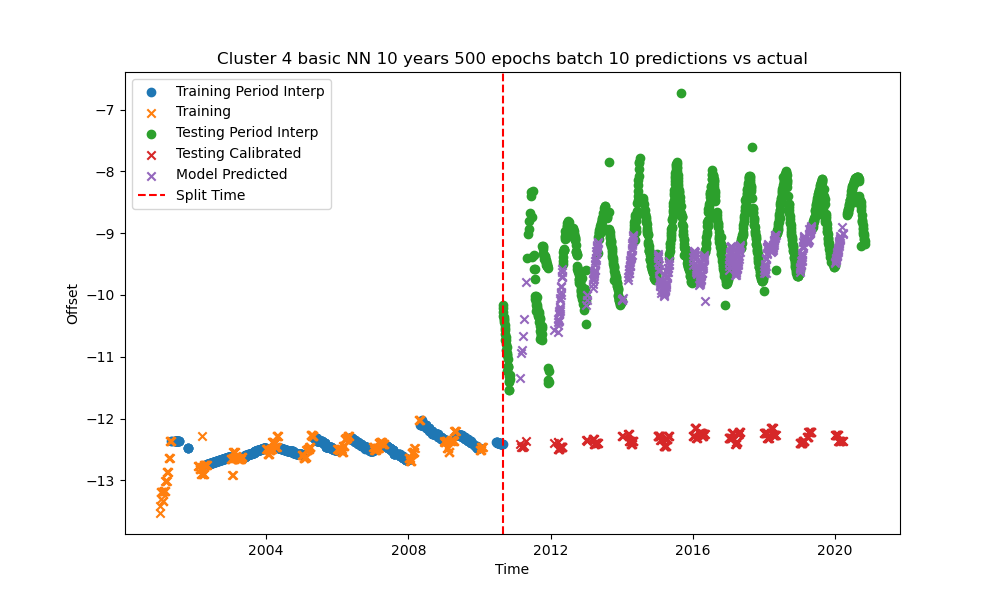 Cluster 4 basic NN 10 years 500 epochs batch 10 predictions vs actual
Training Period Interp
Training
Testing Period Interp
Testing Calibrated
Model Predicted
Split Time
−7
−8
−9
−10
−11
−12
−13
Offset
2004
2008
2012
2016
2020
Time